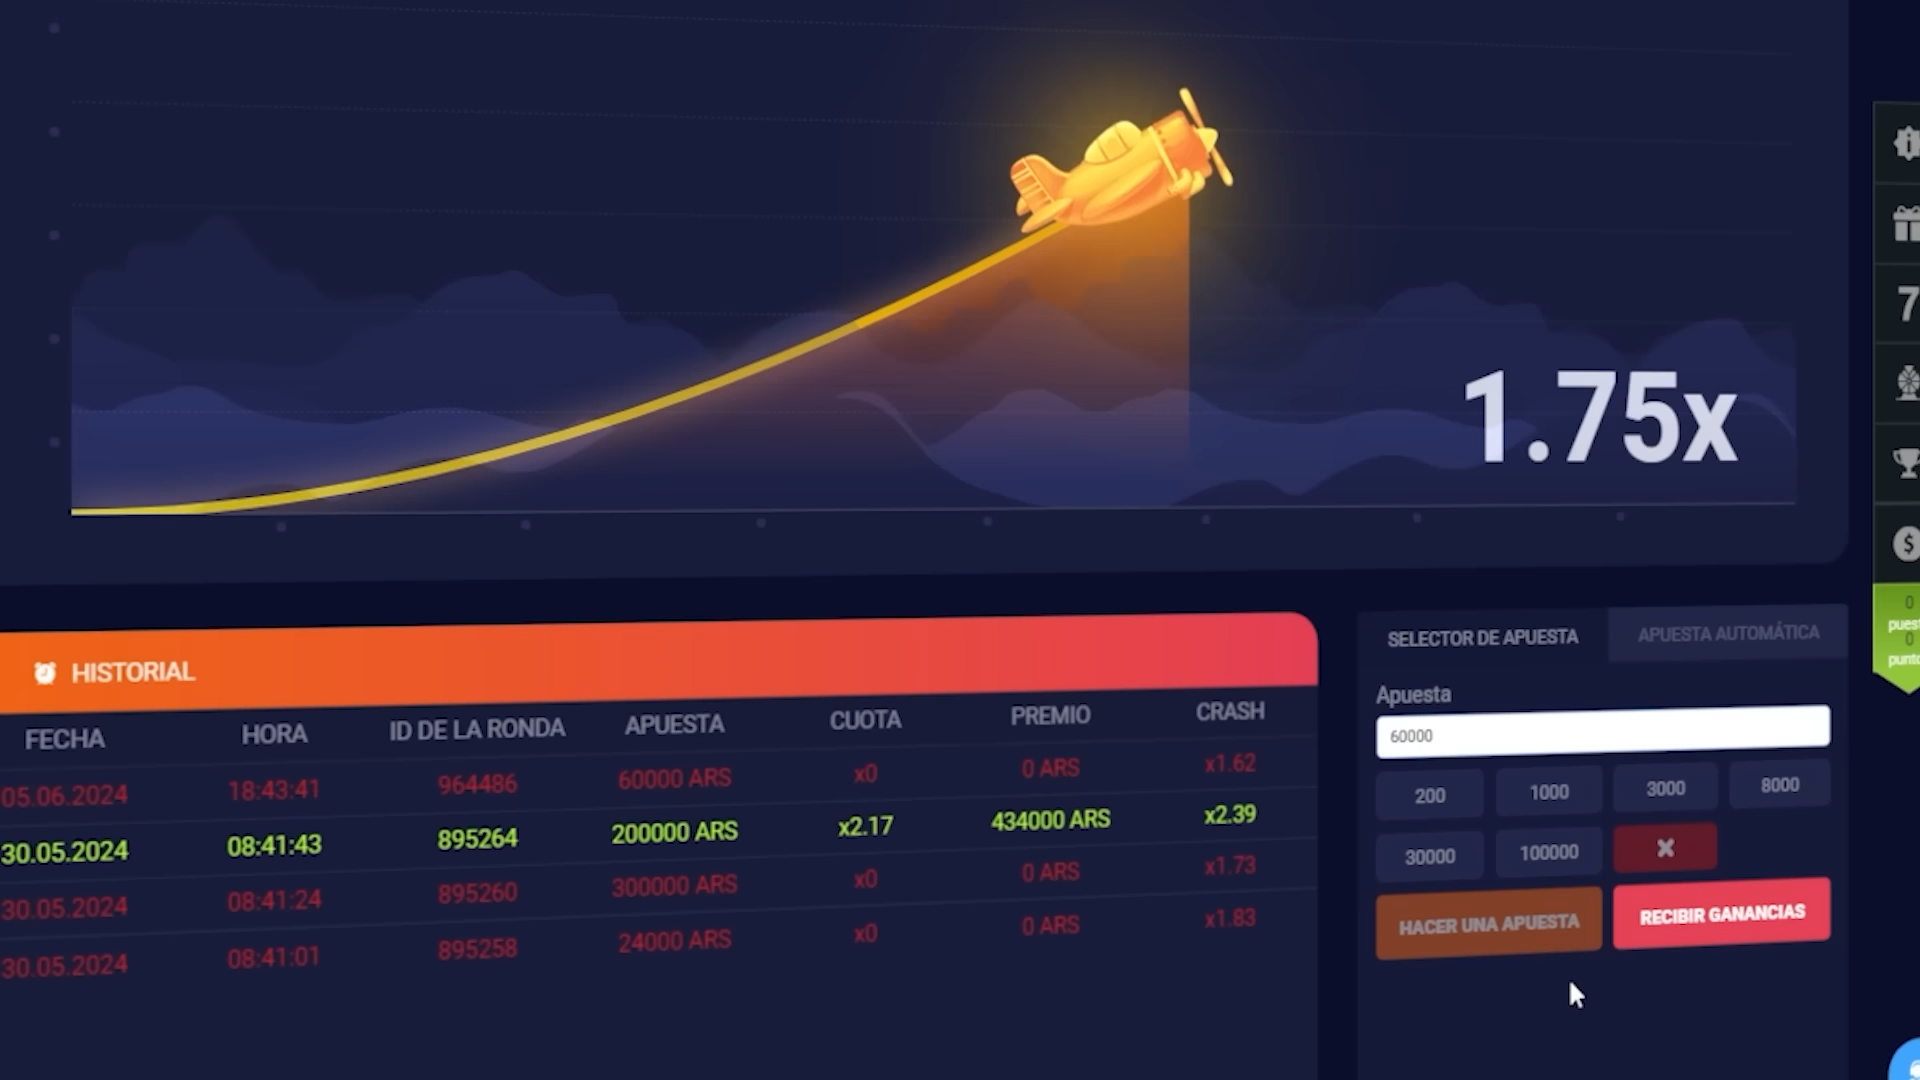 1.75x
7
HISTORIAL
FECHA HORA ID DE LA RONDA APUESTA CUOTA PREMIO CRASH
05.06.2024 18:43:41 964486 60000 ARS x0 0 ARS x1.62
30.05.2024 08:41:43 895264 200000 ARS x2.17 434000 ARS x2.39
30.05.2024 08:41:24 895260 300000 ARS x0 0 ARS x1.73
30.05.2024 08:41:01 895258 24000 ARS x0 0 ARS x1.83
SELECTOR DE APUESTA APUESTA AUTOMÁTICA
Apuesta
60000
200 1000 3000 8000
30000 100000
HACER UNA APUESTA RECIBIR GANANCIAS
0
0